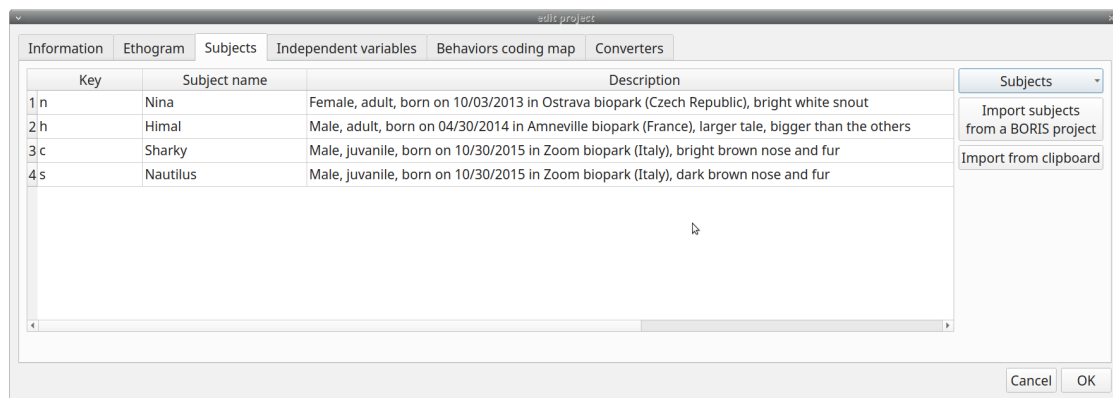 edit project
Information Ethogram Subjects Independent variables Behaviors coding map Converters
Key Subject name Description
1 n Nina Female, adult, born on 10/03/2013 in Ostrava biopark (Czech Republic), bright white snout
2 h Himal Male, adult, born on 04/30/2014 in Amneville biopark (France), larger tale, bigger than the others
3 c Sharky Male, juvanile, born on 10/30/2015 in Zoom biopark (Italy), bright brown nose and fur
4 s Nautilus Male, juvanile, born on 10/30/2015 in Zoom biopark (Italy), dark brown nose and fur
Subjects
Import subjects
from a BORIS project
Import from clipboard
Cancel OK